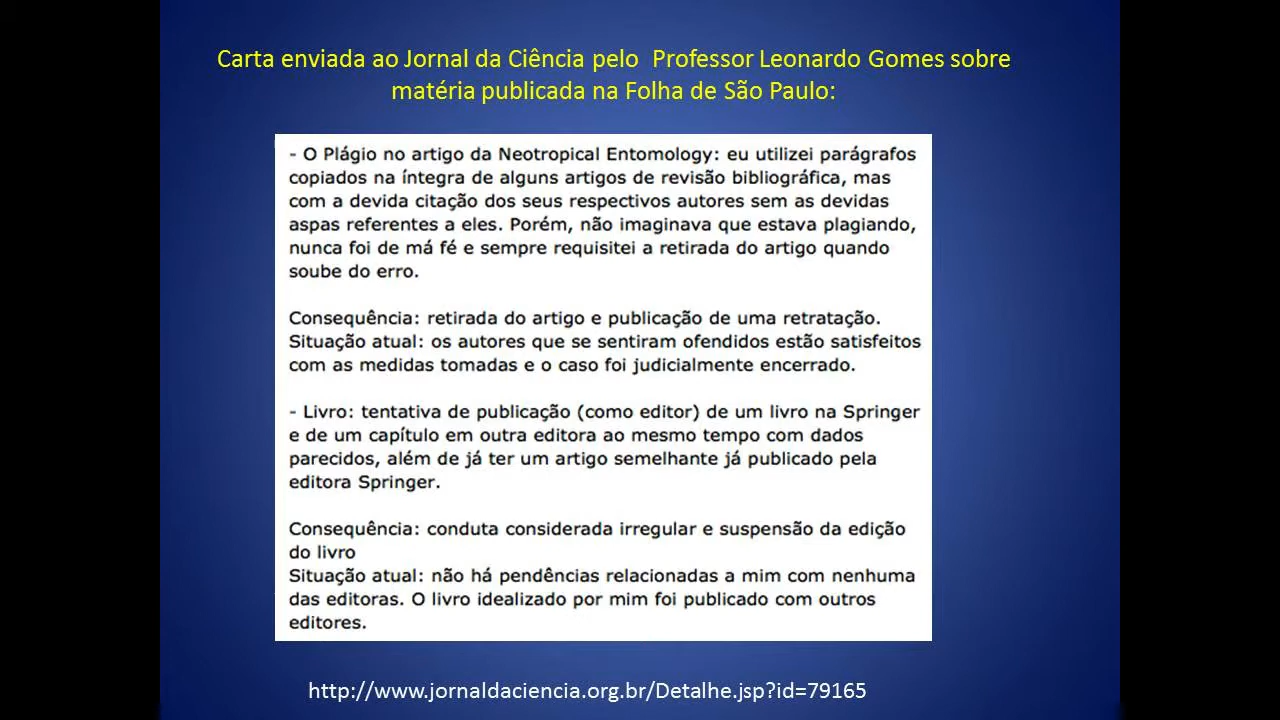 Carta enviada ao Jornal da Ciência pelo Professor Leonardo Gomes sobre
matéria publicada na Folha de São Paulo:
- O Plágio no artigo da Neotropical Entomology: eu utilizei parágrafos
copiados na íntegra de alguns artigos de revisão bibliográfica, mas
com a devida citação dos seus respectivos autores sem as devidas
aspas referentes a eles. Porém, não imaginava que estava plagiando,
nunca foi de má fé e sempre requisitei a retirada do artigo quando
soube do erro.
Consequência: retirada do artigo e publicação de uma retratação.
Situação atual: os autores que se sentiram ofendidos estão satisfeitos
com as medidas tomadas e o caso foi judicialmente encerrado.
- Livro: tentativa de publicação (como editor) de um livro na Springer
e de um capítulo em outra editora ao mesmo tempo com dados
parecidos, além de já ter um artigo semelhante já publicado pela
editora Springer.
Consequência: conduta considerada irregular e suspensão da edição
do livro
Situação atual: não há pendências relacionadas a mim com nenhuma
das editoras. O livro idealizado por mim foi publicado com outros
editores.
http://www.jornaldaciencia.org.br/Detalhe.jsp?id=79165